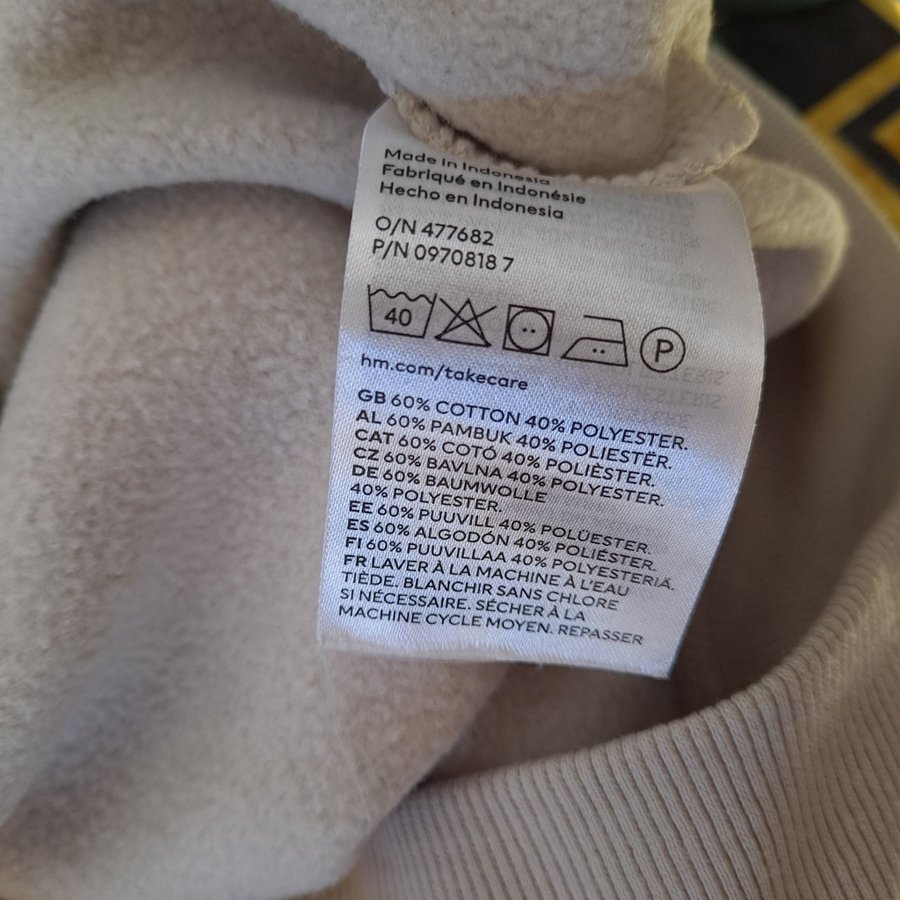 Made in Indonesia
Fabriqué en Indonésie
Hecho en Indonesia
O/N 477682
P/N 0970818 7
40 P
hm.com/takecare
GB 60% COTTON 40% POLYESTER.
AL 60% PAMBUK 40% POLIESTËR.
CAT 60% COTÓ 40% POLIÈSTER.
CZ 60% BAVLNA 40% POLYESTER.
DE 60% BAUMWOLLE
40% POLYESTER.
EE 60% PUUVILL 40% POLÜESTER.
ES 60% ALGODÓN 40% POLIÉSTER.
FI 60% PUUVILLAA 40% POLYESTERIÄ.
FR LAVER À LA MACHINE À L'EAU
TIÈDE. BLANCHIR SANS CHLORE
SI NÉCESSAIRE. SÉCHER À LA
MACHINE CYCLE MOYEN. REPASSER